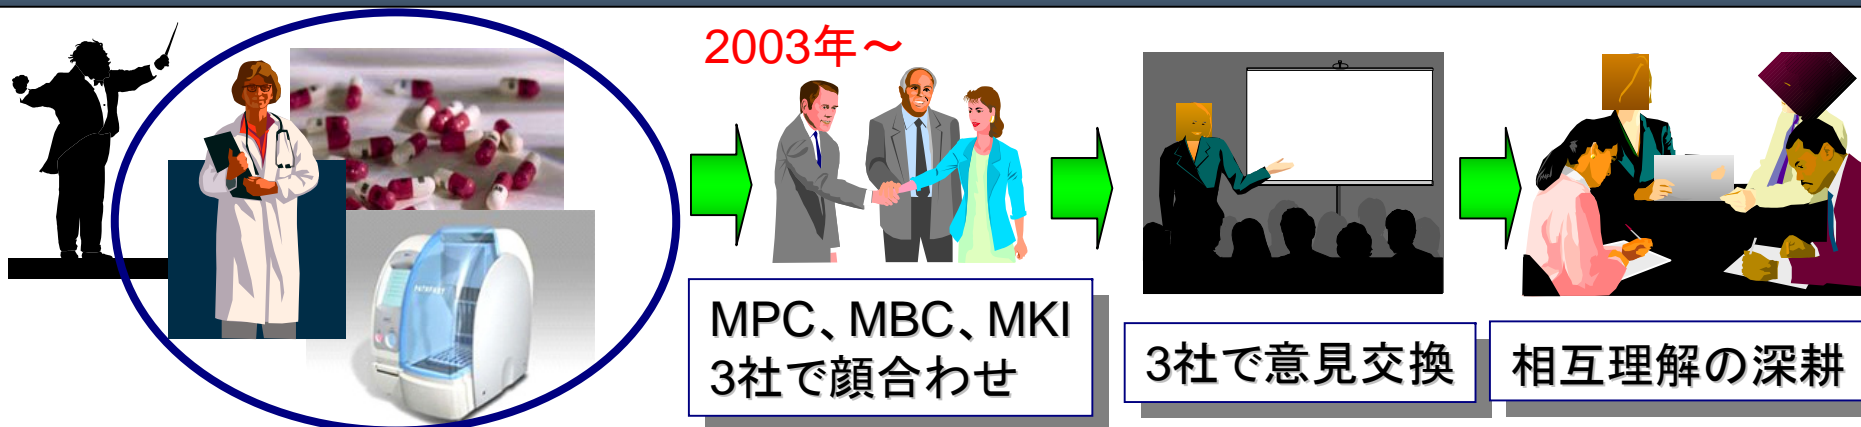 2003年～
MPC、MBC、MKI
3社で顔合わせ
3社で意見交換
相互理解の深耕
PATHFAST